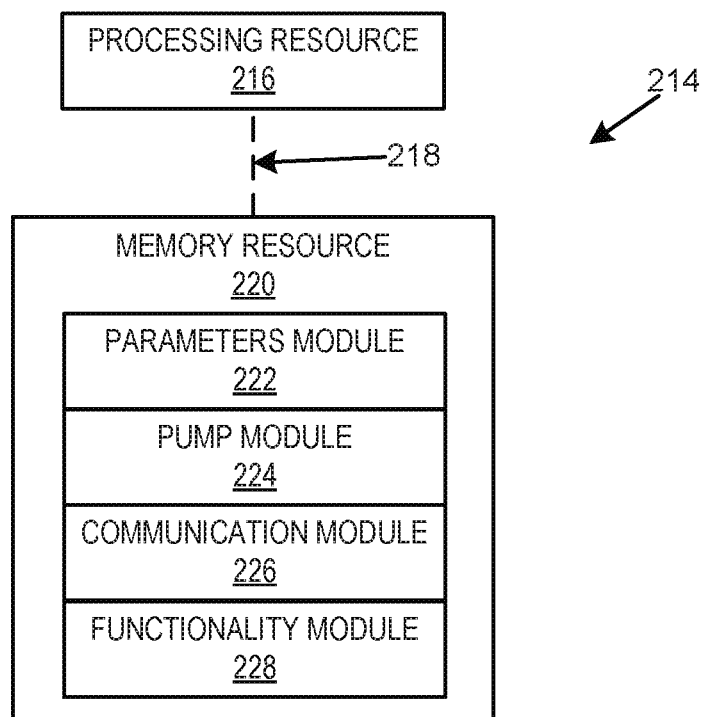 PROCESSING RESOURCE
216
214
218
MEMORY RESOURCE
220
PARAMETERS MODULE
222
PUMP MODULE
224
COMMUNICATION MODULE
226
FUNCTIONALITY MODULE
228